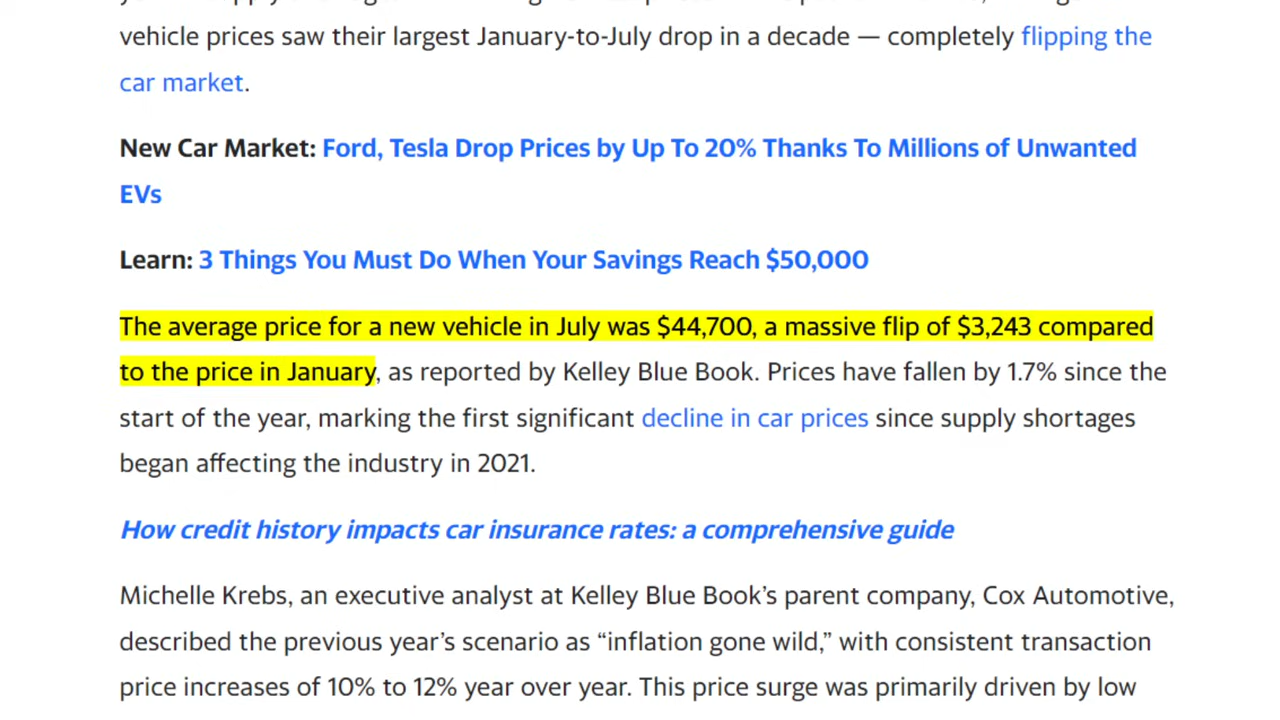 vehicle prices saw their largest January-to-July drop in a decade — completely flipping the
car market.
New Car Market: Ford, Tesla Drop Prices by Up To 20% Thanks To Millions of Unwanted
EVs
Learn: 3 Things You Must Do When Your Savings Reach $50,000
The average price for a new vehicle in July was $44,700, a massive flip of $3,243 compared
to the price in January, as reported by Kelley Blue Book. Prices have fallen by 1.7% since the
start of the year, marking the first significant decline in car prices since supply shortages
began affecting the industry in 2021.
How credit history impacts car insurance rates: a comprehensive guide
Michelle Krebs, an executive analyst at Kelley Blue Book’s parent company, Cox Automotive,
described the previous year’s scenario as “inflation gone wild,” with consistent transaction
price increases of 10% to 12% year over year. This price surge was primarily driven by low